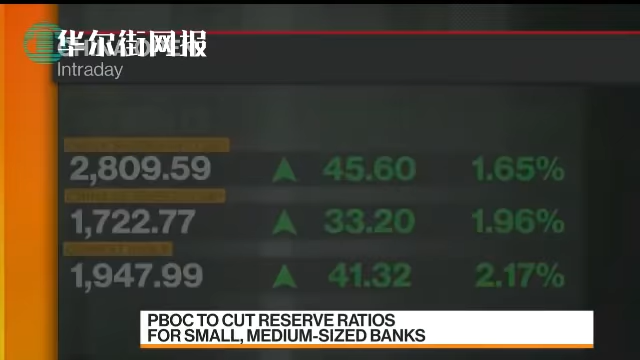 华尔街网报
Intraday
2,809.59 45.60 1.65%
1,722.77 33.20 1.96%
1,947.99 41.32 2.17%
PBOC TO CUT RESERVE RATIOS
FOR SMALL, MEDIUM-SIZED BANKS